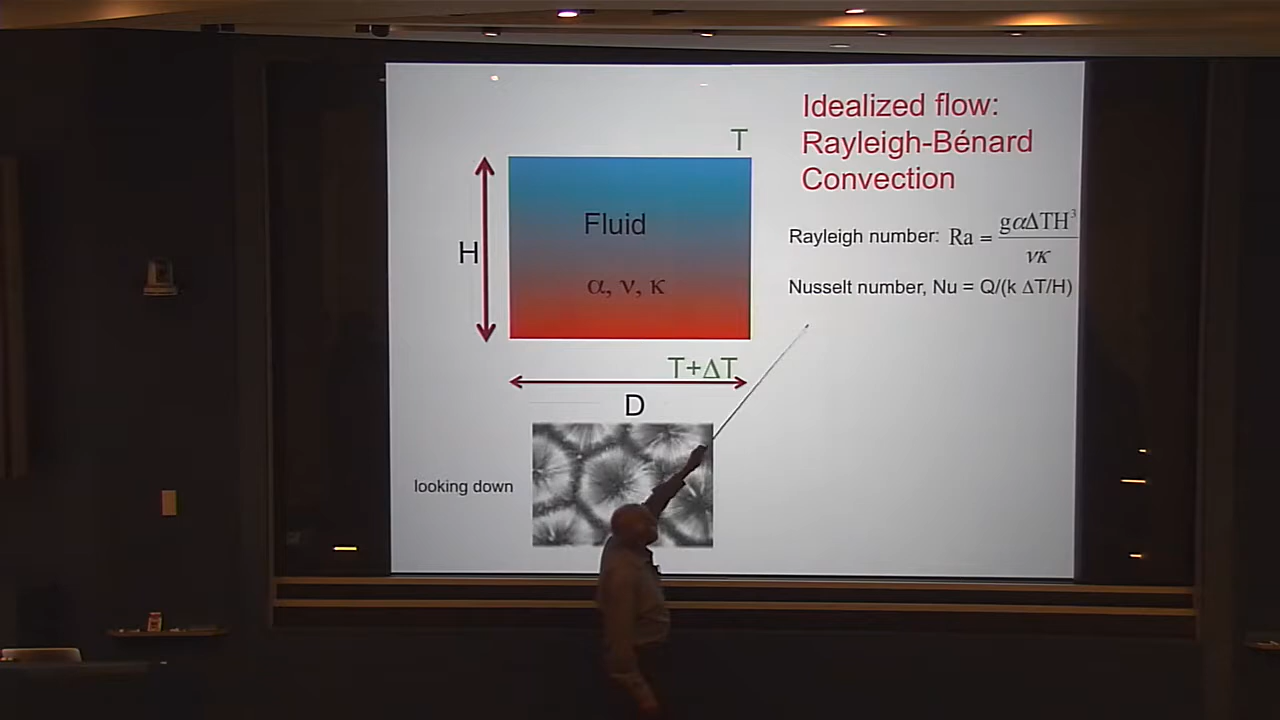 Idealized flow:
Rayleigh-Bénard
Convection
T
Fluid
H
α, ν, κ
T+ΔT
D
looking down
Rayleigh number: Ra = gαΔTH³/νκ
Nusselt number, Nu = Q/(k ΔT/H)